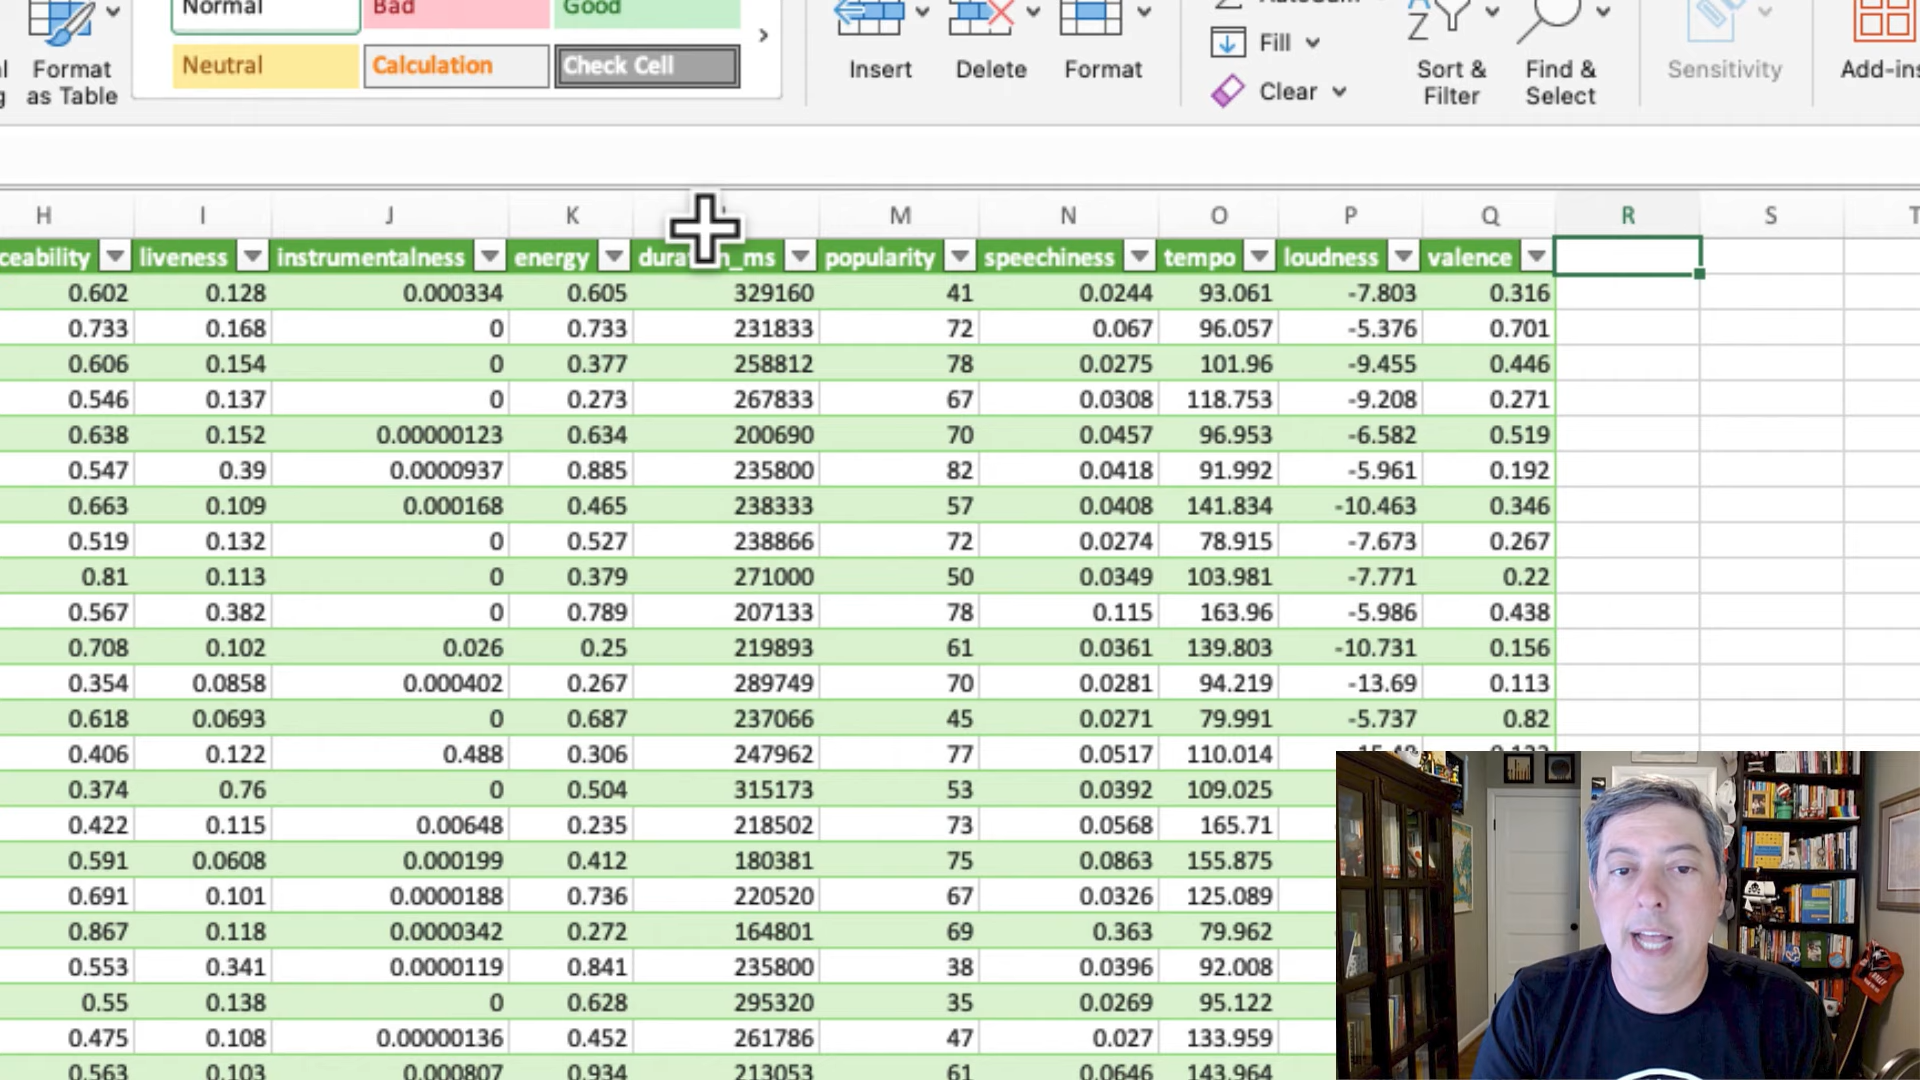 Normal Bad Good
Neutral Calculation Check Cell
Format
as Table
Insert Delete Format
Fill
Clear
Sort &
Filter
Find &
Select
Sensitivity
Add-ins
H I J K M N O P Q R S T
ceability liveness instrumentalness energy popularity speechiness tempo loudness valence
0.602 0.128 0.000334 0.605 329160 41 0.0244 93.061 -7.803 0.316
0.733 0.168 0 0.733 231833 72 0.067 96.057 -5.376 0.701
0.606 0.154 0 0.377 258812 78 0.0275 101.96 -9.455 0.446
0.546 0.137 0 0.273 267833 67 0.0308 118.753 -9.208 0.271
0.638 0.152 0.00000123 0.634 200690 70 0.0457 96.953 -6.582 0.519
0.547 0.39 0.0000937 0.885 235800 82 0.0418 91.992 -5.961 0.192
0.663 0.109 0.000168 0.465 238333 57 0.0408 141.834 -10.463 0.346
0.519 0.132 0 0.527 238866 72 0.0274 78.915 -7.673 0.267
0.81 0.113 0 0.379 271000 50 0.0349 103.981 -7.771 0.22
0.567 0.382 0 0.789 207133 78 0.115 163.96 -5.986 0.438
0.708 0.102 0.026 0.25 219893 61 0.0361 139.803 -10.731 0.156
0.354 0.0858 0.000402 0.267 289749 70 0.0281 94.219 -13.69 0.113
0.618 0.0693 0 0.687 237066 45 0.0271 79.991 -5.737 0.82
0.406 0.122 0.488 0.306 247962 77 0.0517 110.014
0.374 0.76 0 0.504 315173 53 0.0392 109.025
0.422 0.115 0.00648 0.235 218502 73 0.0568 165.71
0.591 0.0608 0.000199 0.412 180381 75 0.0863 155.875
0.691 0.101 0.0000188 0.736 220520 67 0.0326 125.089
0.867 0.118 0.0000342 0.272 164801 69 0.363 79.962
0.553 0.341 0.0000119 0.841 235800 38 0.0396 92.008
0.55 0.138 0 0.628 295320 35 0.0269 95.122
0.475 0.108 0.00000136 0.452 261786 47 0.027 133.959
0.563 0.103 0.000807 0.934 213053 61 0.0646 143.964